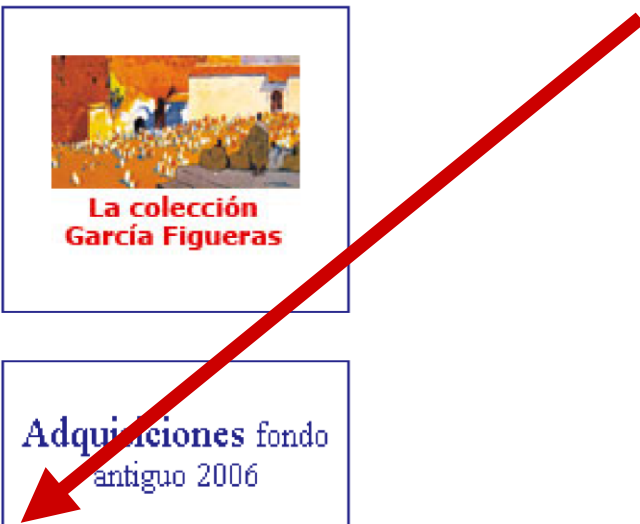 La colección
García Figueras
Adquisiciones fondo
antiguo 2006